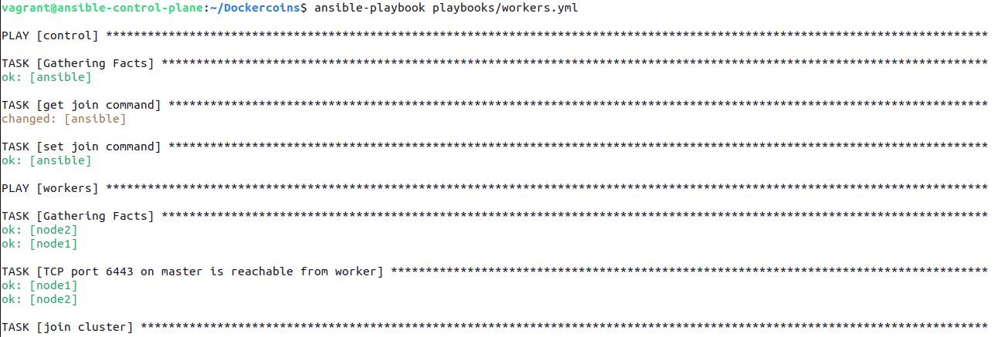 vagrant@ansible-control-plane:~/Dockercoins$ ansible-playbook playbooks/workers.yml
PLAY [control] *******************************************************************************************************************************
TASK [Gathering Facts] ***********************************************************************************************************************
ok: [ansible]
TASK [get join command] **********************************************************************************************************************
changed: [ansible]
TASK [set join command] **********************************************************************************************************************
ok: [ansible]
PLAY [workers] *******************************************************************************************************************************
TASK [Gathering Facts] ***********************************************************************************************************************
ok: [node2]
ok: [node1]
TASK [TCP port 6443 on master is reachable from worker] **************************************************************************************
ok: [node1]
ok: [node2]
TASK [join cluster] **************************************************************************************************************************